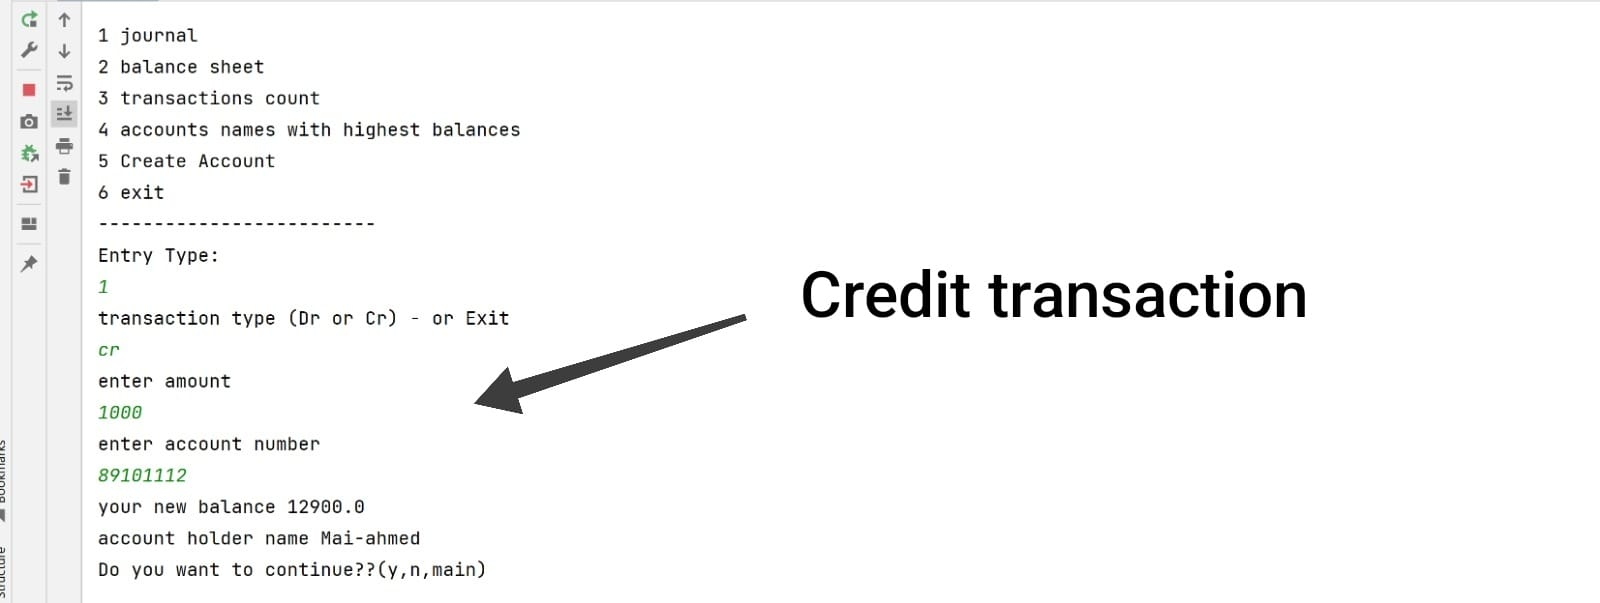 1 journal
2 balance sheet
3 transactions count
4 accounts names with highest balances
5 Create Account
6 exit
-------------------------
Entry Type:
1
transaction type (Dr or Cr) - or Exit
cr
enter amount
1000
enter account number
89101112
your new balance 12900.0
account holder name Mai-ahmed
Do you want to continue??(y,n,main)
Credit transaction
Bookmarks
Structure